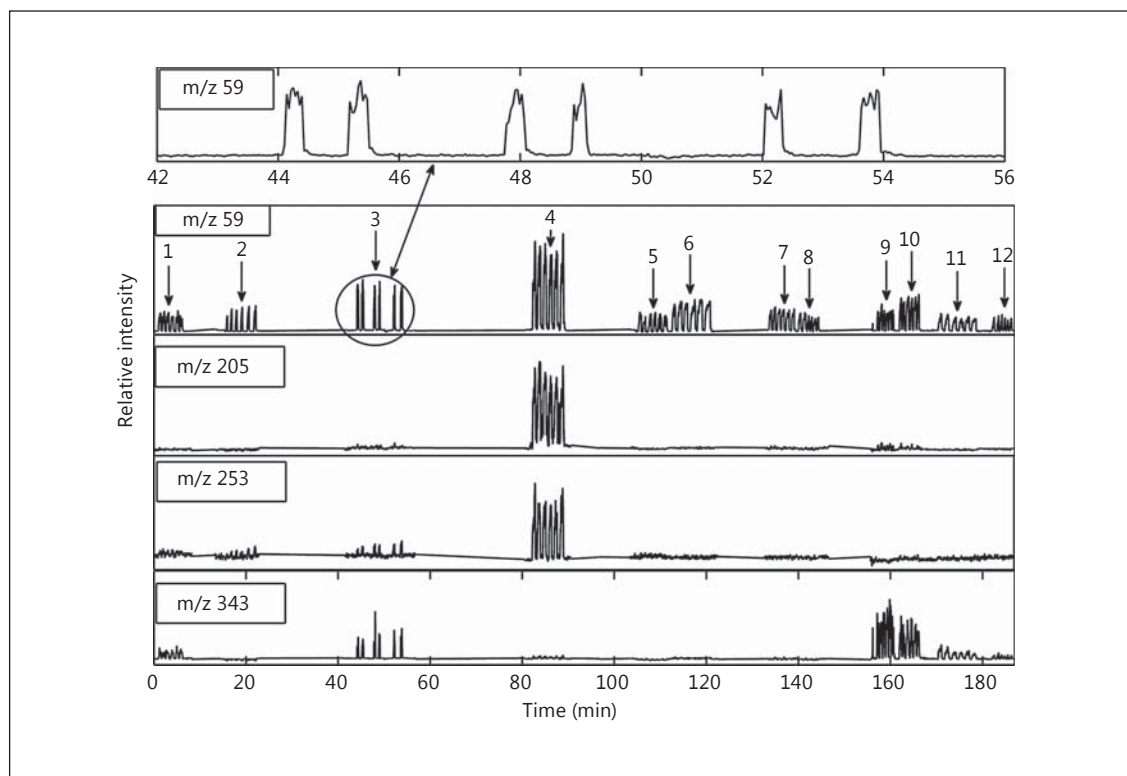 m/z 59
42 44 46 48 50 52 54 56
m/z 59
1 2 3 4 5 6 7 8 9 10 11 12
Relative intensity
m/z 205
m/z 253
m/z 343
0 20 40 60 80 100 120 140 160 180
Time (min)